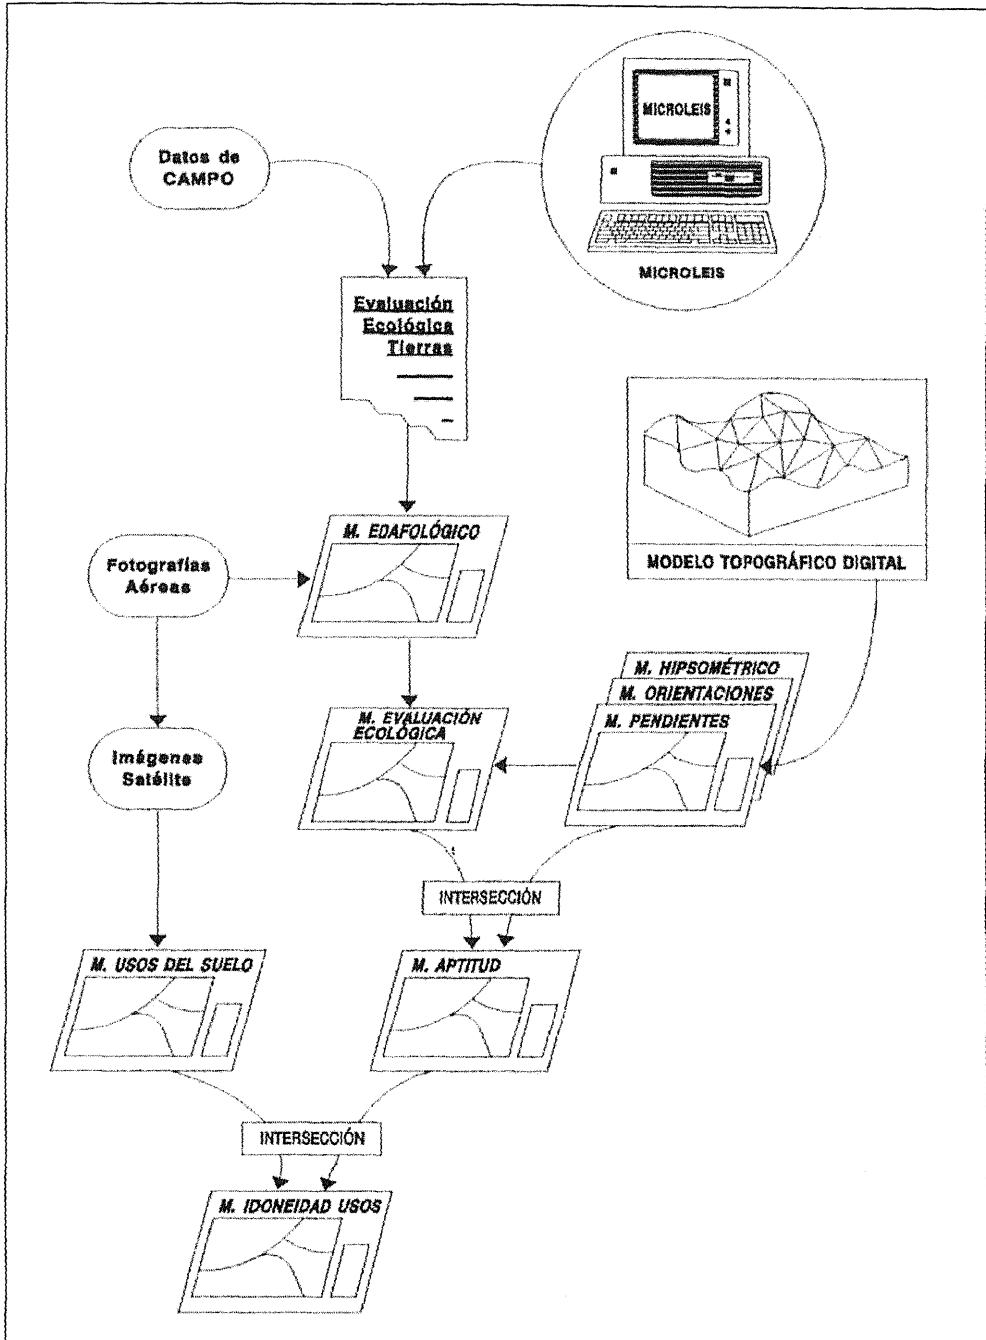 MICROLEIS
Datos de
CAMPO
MICROLEIS
Evaluación
Ecológica
Tierras
M. EDAFOLÓGICO
Fotografías
Aéreas
MODELO TOPOGRÁFICO DIGITAL
M. HIPSOMÉTRICO
M. ORIENTACIONES
M. PENDIENTES
M. EVALUACIÓN
ECOLÓGICA
Imágenes
Satélite
INTERSECCIÓN
M. USOS DEL SUELO
M. APTITUD
INTERSECCIÓN
M. IDONEIDAD USOS